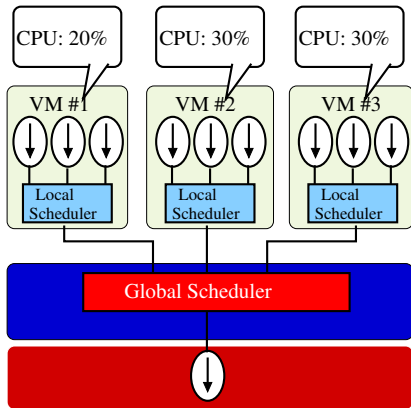 CPU: 20%
CPU: 30%
CPU: 30%
VM #1
VM #2
VM #3
Local
Scheduler
Local
Scheduler
Local
Scheduler
Global Scheduler